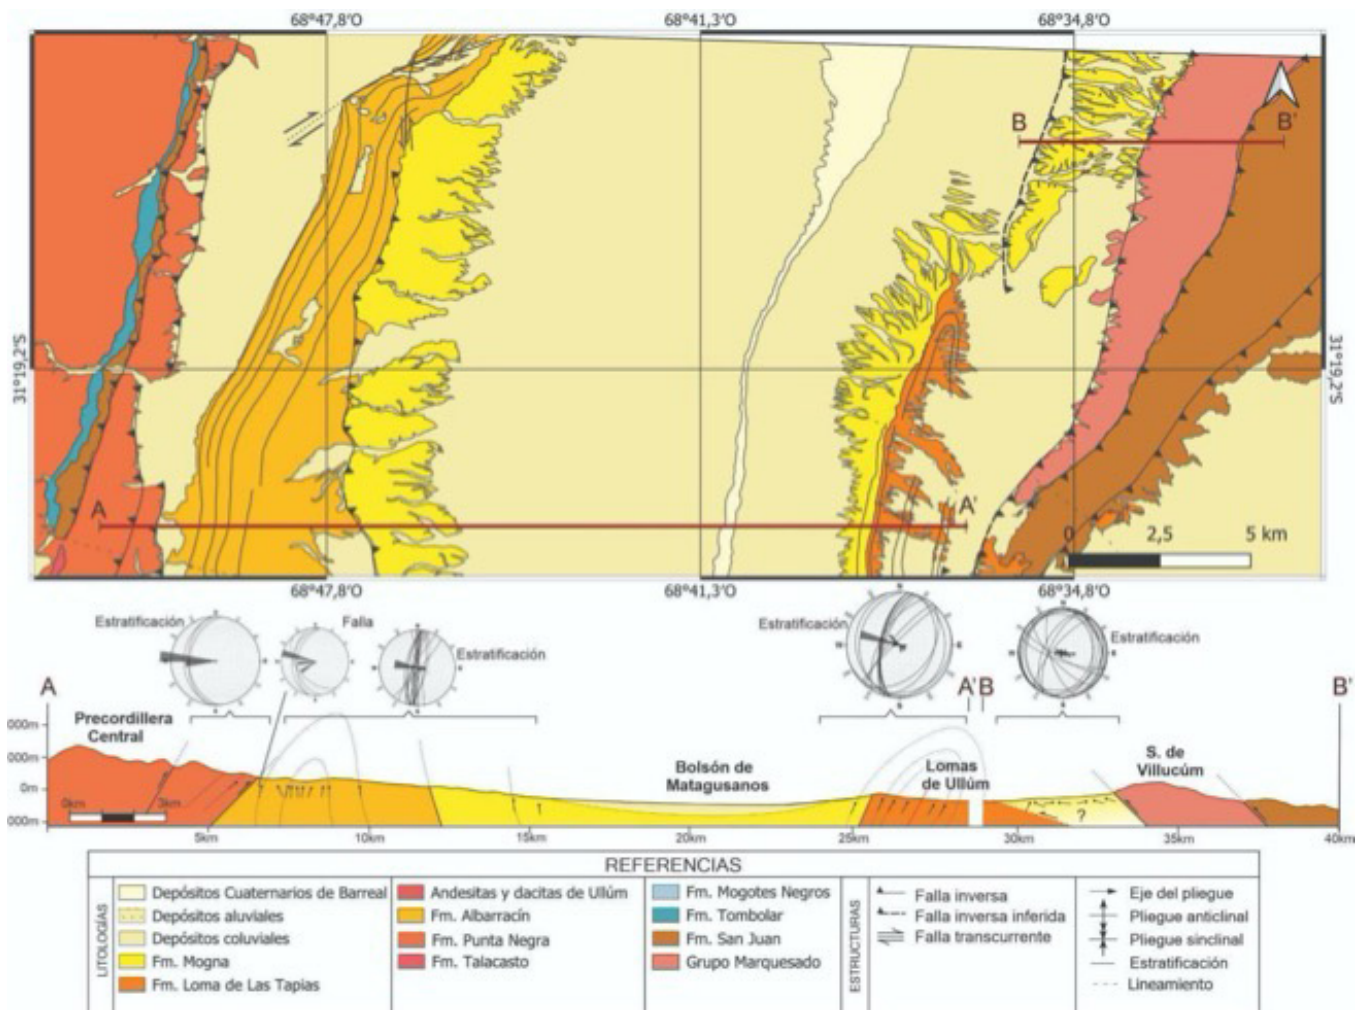 68°47,8'O 68°41,3'O 68°34,8'O
B B'
31°19,2'S 31°19,2'S
A A'
0 2,5 5 km
68°47,8'O 68°41,3'O 68°34,8'O
Estratificación Falla Estratificación Estratificación Estratificación
A A' B B'
Precordillera
Central
Bolsón de
Matagusanos
Lomas
de Ullúm
S. de
Villucúm
000m
000m
0m
000m
0km 3km
?
5km 10km 15km 20km 25km 30km 35km 40km
REFERENCIAS
LITOLOGÍAS
Depósitos Cuaternarios de Barreal
Depósitos aluviales
Depósitos coluviales
Fm. Mogna
Fm. Loma de Las Tapias
Andesitas y dacitas de Ullúm
Fm. Albarracín
Fm. Punta Negra
Fm. Talacasto
Fm. Mogotes Negros
Fm. Tombolar
Fm. San Juan
Grupo Marquesado
ESTRUCTURAS
Falla inversa
Falla inversa inferida
Falla transcurrente
Eje del pliegue
Pliegue anticlinal
Pliegue sinclinal
Estratificación
Lineamiento